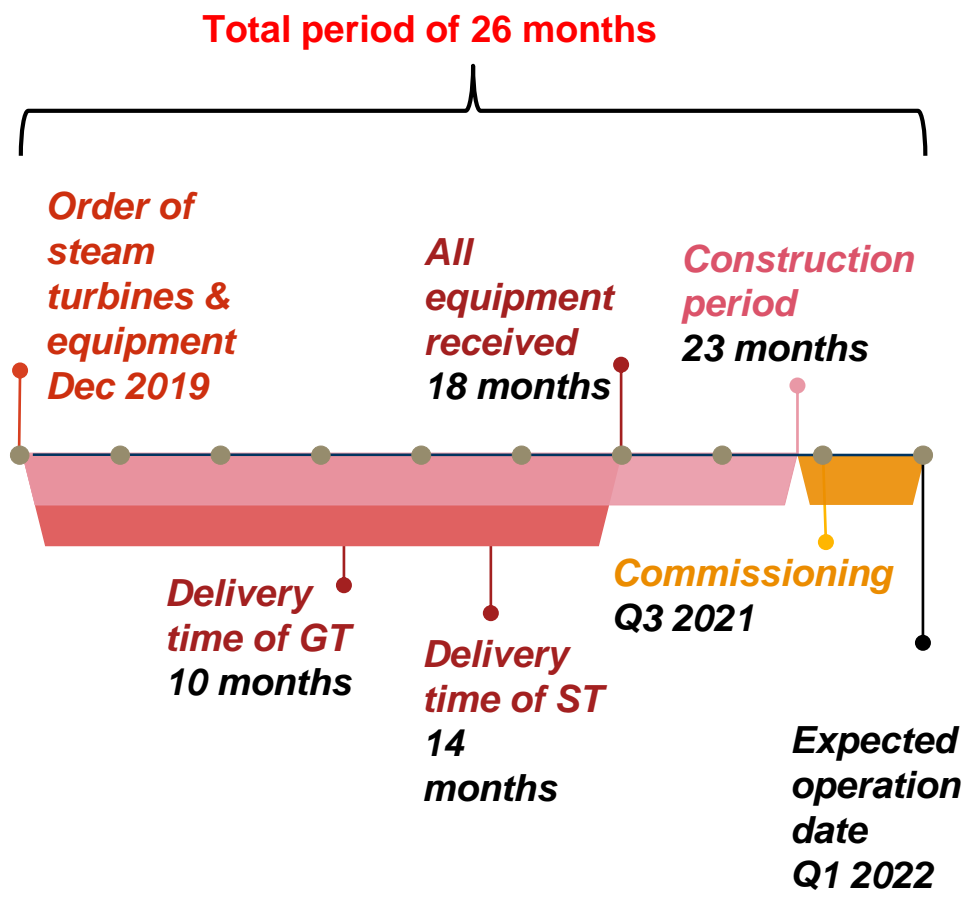 Total period of 26 months
Order of
steam
turbines &
equipment
Dec 2019
All
equipment
received
18 months
Construction
period
23 months
Delivery
time of GT
10 months
Delivery
time of ST
14
months
Commissioning
Q3 2021
Expected
operation
date
Q1 2022